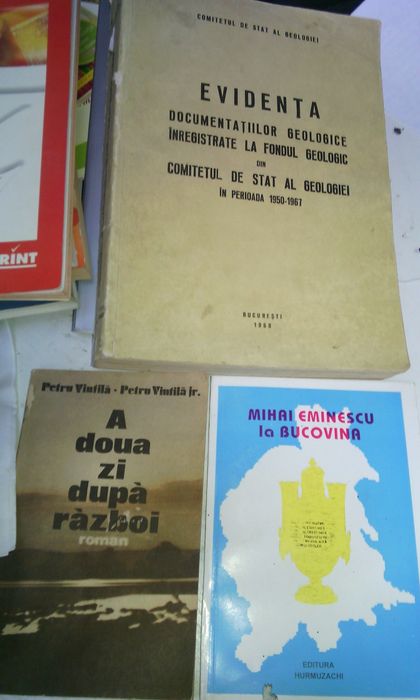 COMITETUL DE STAT AL GEOLOGIEI
EVIDENȚA
DOCUMENTAȚIILOR GEOLOGICE
ÎNREGISTRATE LA FONDUL GEOLOGIC
DIN
COMITETUL DE STAT AL GEOLOGIEI
ÎN PERIOADA 1950-1967
BUCUREȘTI
1968
RINT
Petru Vintilă • Petru Vintilă jr.
A
doua
zi
după
război
roman
MIHAI EMINESCU
la BUCOVINA
EDITURA
HURMUZACHI